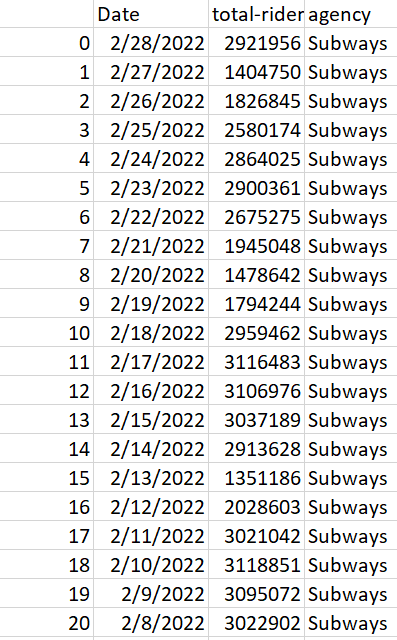 Date total-rider agency
0 2/28/2022 2921956 Subways
1 2/27/2022 1404750 Subways
2 2/26/2022 1826845 Subways
3 2/25/2022 2580174 Subways
4 2/24/2022 2864025 Subways
5 2/23/2022 2900361 Subways
6 2/22/2022 2675275 Subways
7 2/21/2022 1945048 Subways
8 2/20/2022 1478642 Subways
9 2/19/2022 1794244 Subways
10 2/18/2022 2959462 Subways
11 2/17/2022 3116483 Subways
12 2/16/2022 3106976 Subways
13 2/15/2022 3037189 Subways
14 2/14/2022 2913628 Subways
15 2/13/2022 1351186 Subways
16 2/12/2022 2028603 Subways
17 2/11/2022 3021042 Subways
18 2/10/2022 3118851 Subways
19 2/9/2022 3095072 Subways
20 2/8/2022 3022902 Subways